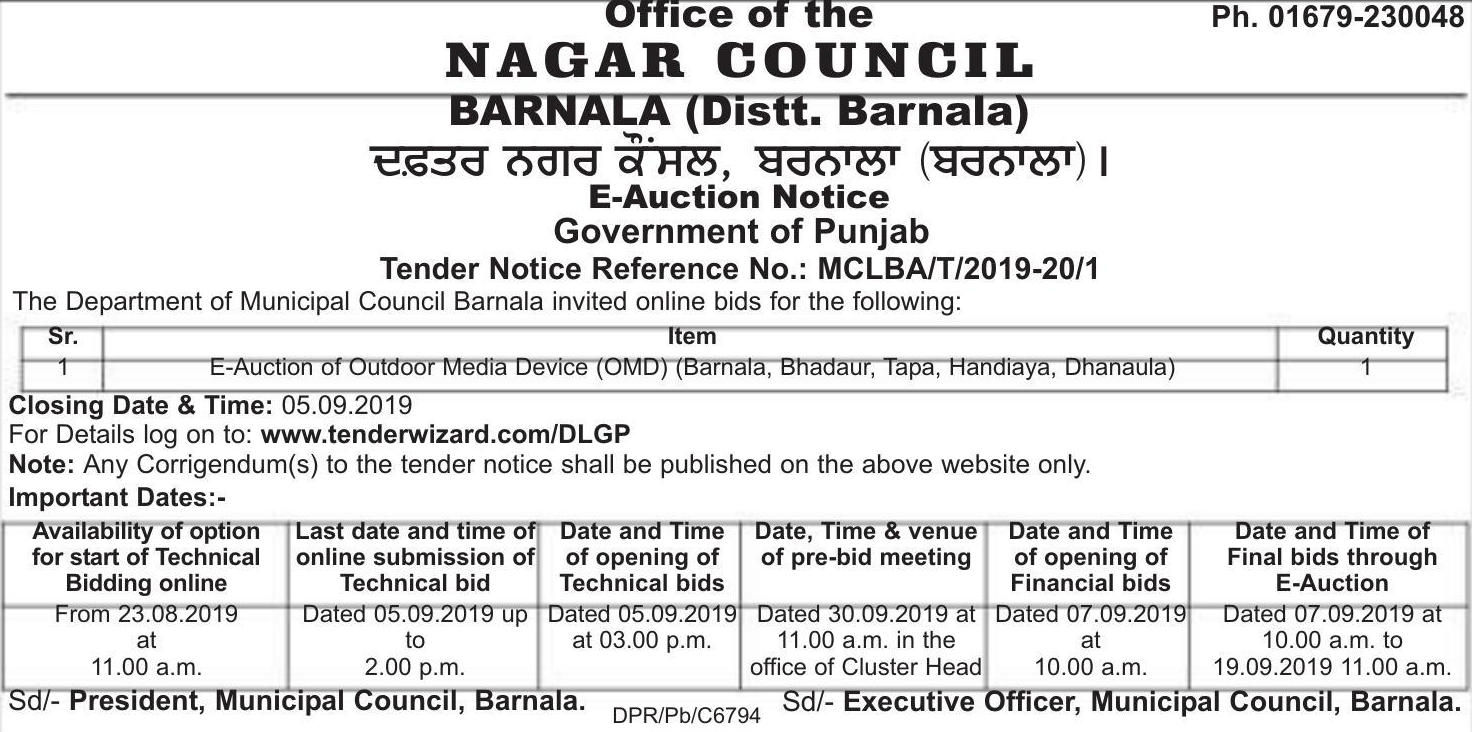 Office of the
Ph. 01679-230048
NAGAR COUNCIL
BARNALA (Distt. Barnala)
ਦਫ਼ਤਰ ਨਗਰ ਕੌਂਸਲ, ਬਰਨਾਲਾ (ਬਰਨਾਲਾ)।
E-Auction Notice
Government of Punjab
Tender Notice Reference No.: MCLBA/T/2019-20/1
The Department of Municipal Council Barnala invited online bids for the following:
Sr. Item Quantity
1 E-Auction of Outdoor Media Device (OMD) (Barnala, Bhadaur, Tapa, Handiaya, Dhanaula) 1
Closing Date & Time: 05.09.2019
For Details log on to: www.tenderwizard.com/DLGP
Note: Any Corrigendum(s) to the tender notice shall be published on the above website only.
Important Dates:-
Availability of option
for start of Technical
Bidding online
Last date and time of
online submission of
Technical bid
Date and Time
of opening of
Technical bids
Date, Time & venue
of pre-bid meeting
Date and Time
of opening of
Financial bids
Date and Time of
Final bids through
E-Auction
From 23.08.2019
at
11.00 a.m.
Dated 05.09.2019 up
to
2.00 p.m.
Dated 05.09.2019
at 03.00 p.m.
Dated 30.09.2019 at
11.00 a.m. in the
office of Cluster Head
Dated 07.09.2019
at
10.00 a.m.
Dated 07.09.2019 at
10.00 a.m. to
19.09.2019 11.00 a.m.
Sd/- President, Municipal Council, Barnala.
DPR/Pb/C6794
Sd/- Executive Officer, Municipal Council, Barnala.